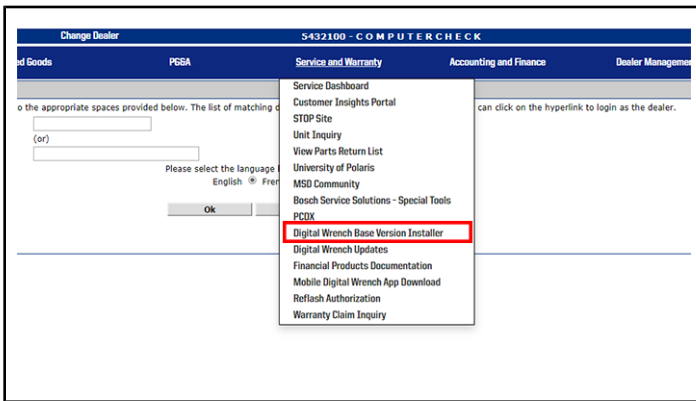 Change Dealer 5432100 - C O M P U T E R C H E C K
ed Goods PG&A Service and Warranty Accounting and Finance Dealer Managemen
Service Dashboard
o the appropriate spaces provided below. The list of matching d can click on the hyperlink to login as the dealer.
Customer Insights Portal
STOP Site
(or)
Unit Inquiry
View Parts Return List
Please select the language
University of Polaris
English Fren
MSD Community
Bosch Service Solutions - Special Tools
Ok
PCDX
Digital Wrench Base Version Installer
Digital Wrench Updates
Financial Products Documentation
Mobile Digital Wrench App Download
Reflash Authorization
Warranty Claim Inquiry